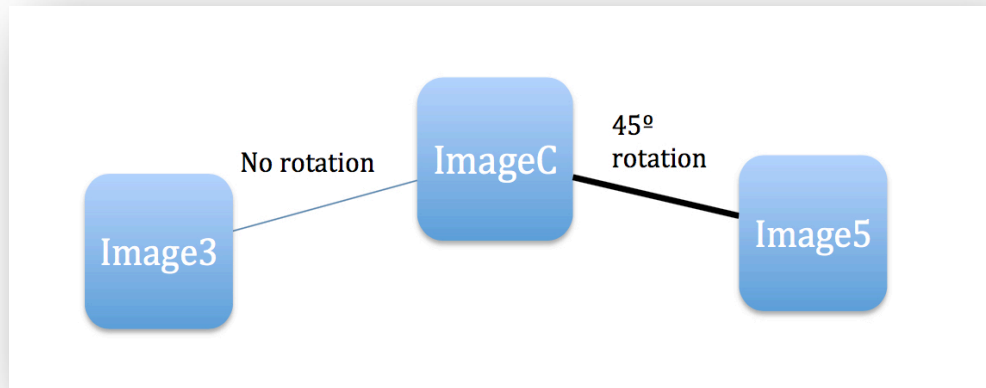 No rotation
ImageC
45º
rotation
Image3
Image5